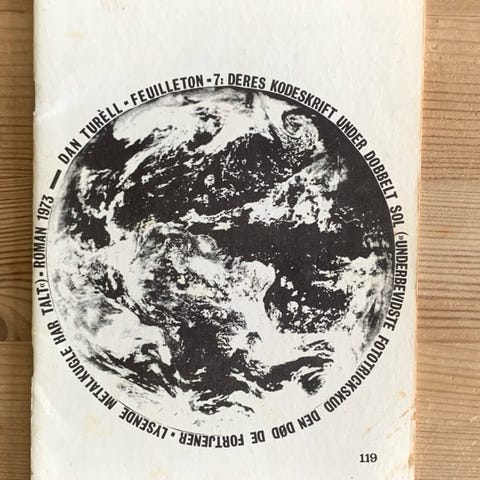 DAN TURÈLL - FEUILLETON - 7: DERES KODESKRIFT UNDER DOBBELT SOL (»UNDERBEVIDSTE FOTOTRICKSKUD DEN DØD DE FORTJENER - LYSENDE METALKUGLE HAR TALT«) - ROMAN 1973 —
119